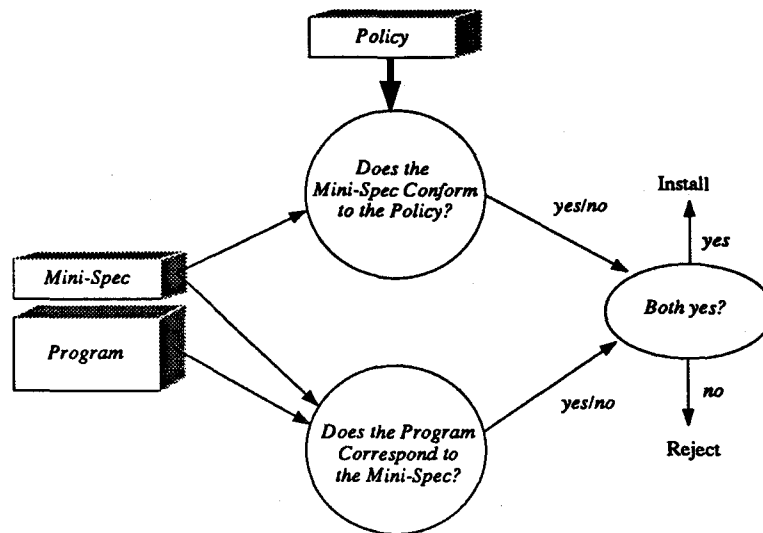 Policy
Does the
Mini-Spec Conform
to the Policy?
Install
yes/no
yes
Mini-Spec
Both yes?
Program
yes/no
no
Does the Program
Correspond to
the Mini-Spec?
Reject